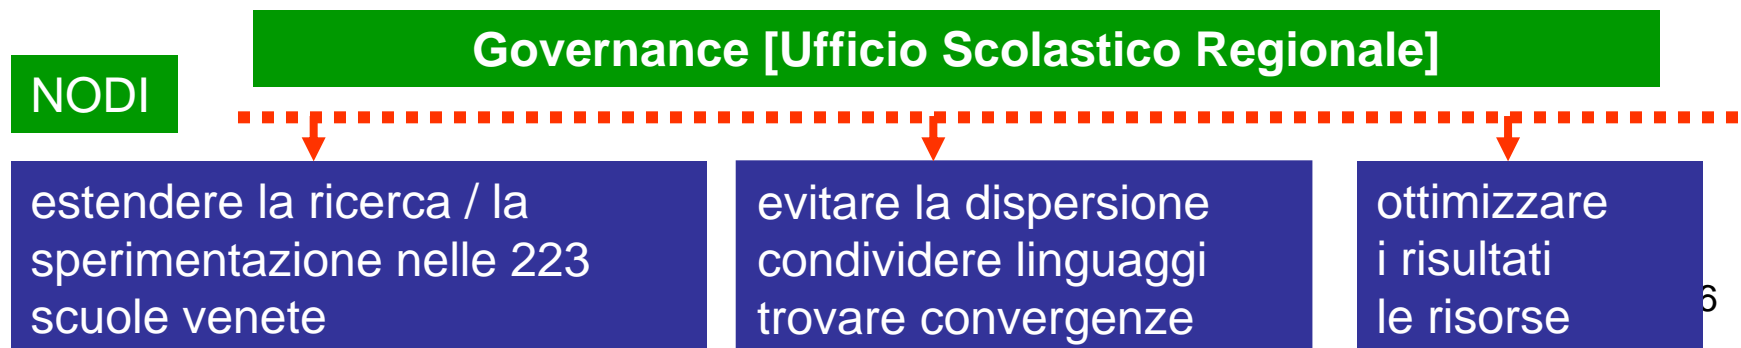 Governance [Ufficio Scolastico Regionale]
NODI
estendere la ricerca / la
sperimentazione nelle 223
scuole venete
evitare la dispersione
condividere linguaggi
trovare convergenze
ottimizzare
i risultati
le risorse
6